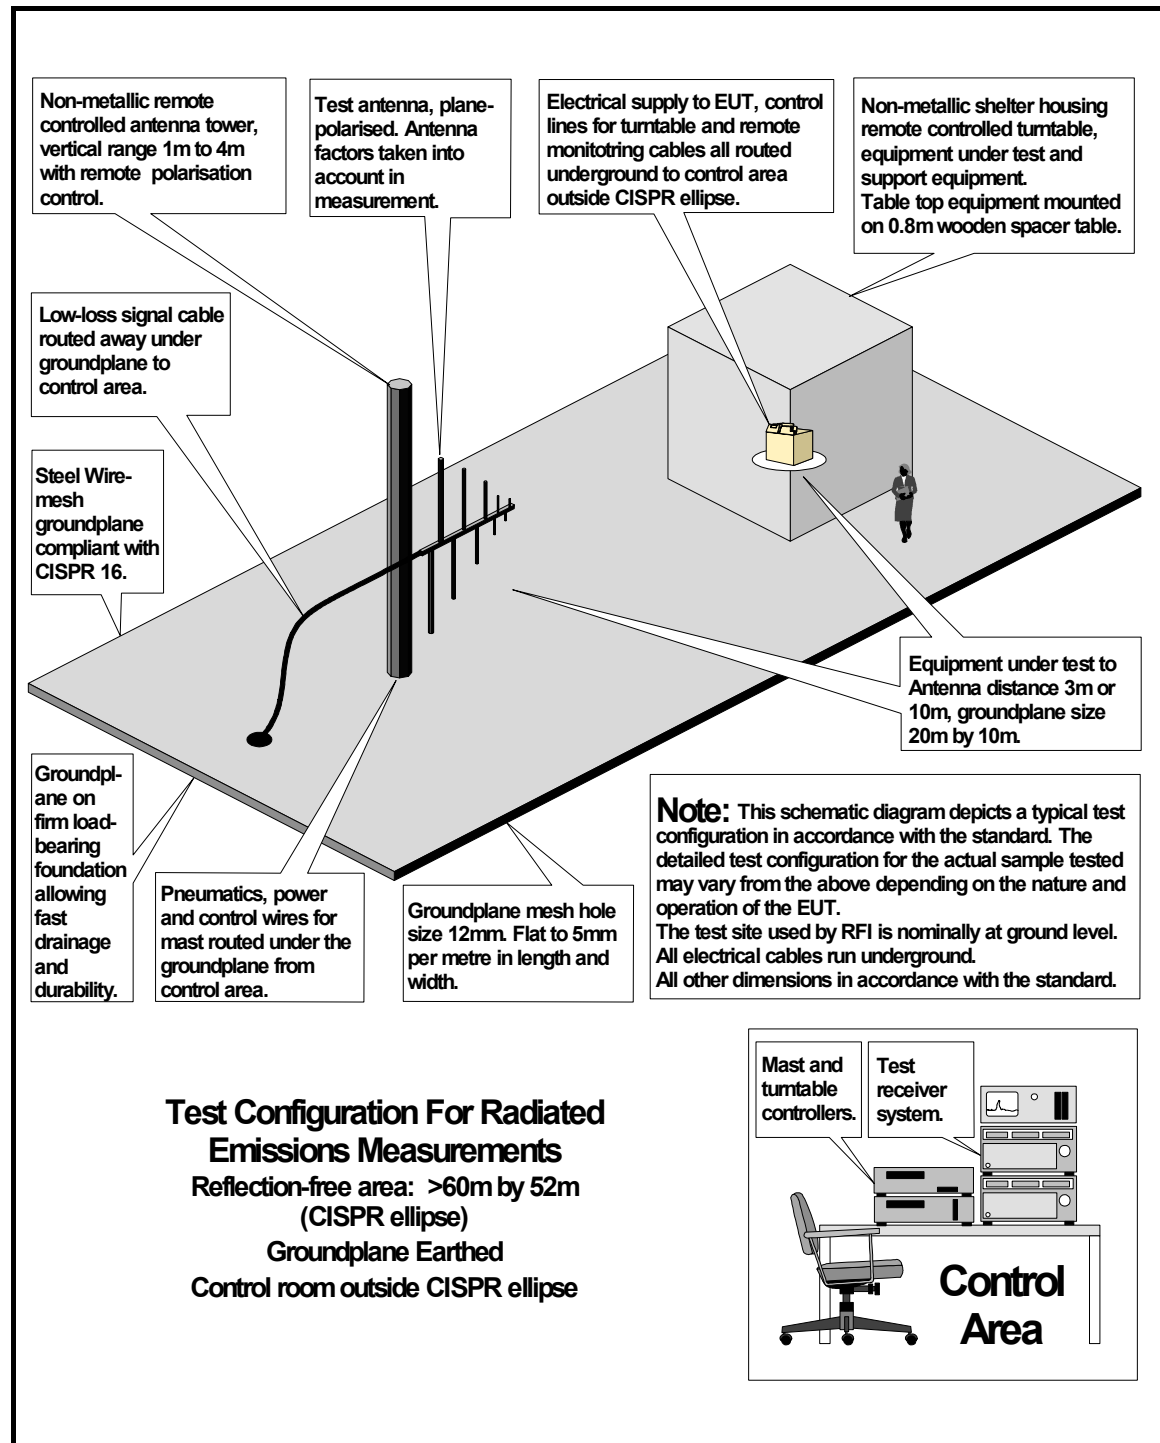 Non-metallic remote
controlled antenna tower,
vertical range 1m to 4m
with remote polarisation
control.
Test antenna, plane-
polarised. Antenna
factors taken into
account in
measurement.
Electrical supply to EUT, control
lines for turntable and remote
monitotring cables all routed
underground to control area
outside CISPR ellipse.
Non-metallic shelter housing
remote controlled turntable,
equipment under test and
support equipment.
Table top equipment mounted
on 0.8m wooden spacer table.
Low-loss signal cable
routed away under
groundplane to
control area.
Steel Wire-
mesh
groundplane
compliant with
CISPR 16.
Equipment under test to
Antenna distance 3m or
10m, groundplane size
20m by 10m.
Groundpl-
ane on
firm load-
bearing
foundation
allowing
fast
drainage
and
durability.
Pneumatics, power
and control wires for
mast routed under the
groundplane from
control area.
Groundplane mesh hole
size 12mm. Flat to 5mm
per metre in length and
width.
Note: This schematic diagram depicts a typical test
configuration in accordance with the standard. The
detailed test configuration for the actual sample tested
may vary from the above depending on the nature and
operation of the EUT.
The test site used by RFI is nominally at ground level.
All electrical cables run underground.
All other dimensions in accordance with the standard.
Test Configuration For Radiated
Emissions Measurements
Reflection-free area: >60m by 52m
(CISPR ellipse)
Groundplane Earthed
Control room outside CISPR ellipse
Mast and
turntable
controllers.
Test
receiver
system.
Control
Area